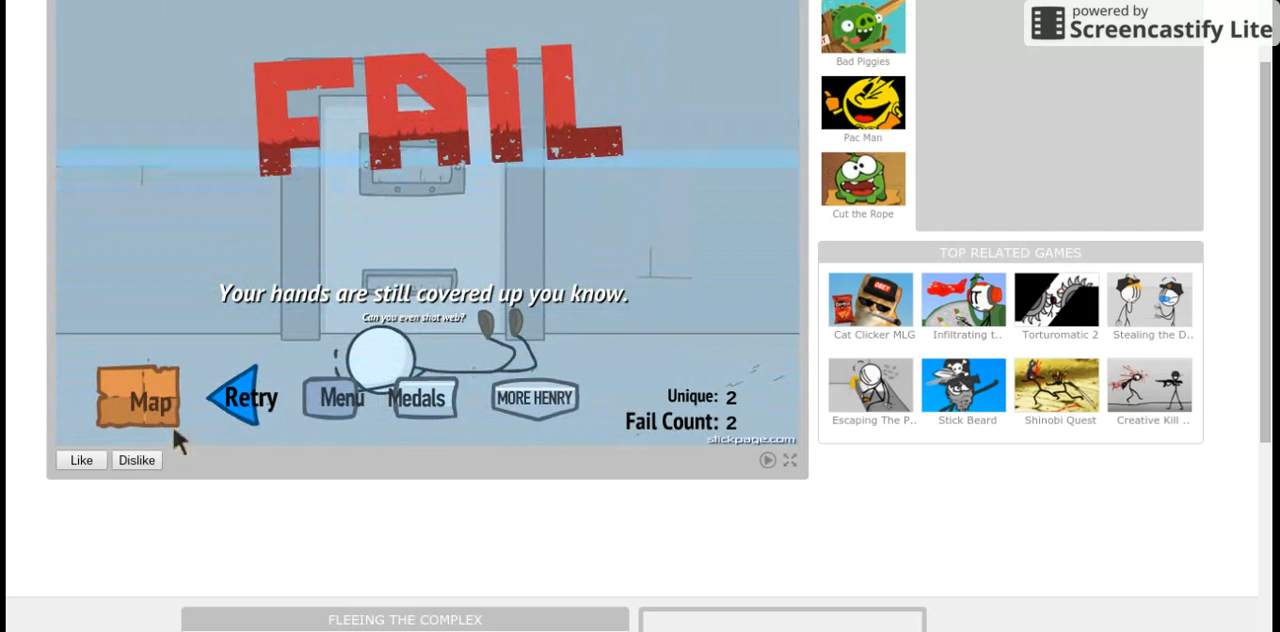 powered by
Screencastify Lite
Bad Piggies
Pac Man
Cut the Rope
FAIL
Your hands are still covered up you know.
Can you even shot web?
Map
Retry
Menu
Medals
MORE HENRY
Unique: 2
Fail Count: 2
stickpage.com
Like
Dislike
TOP RELATED GAMES
Cat Clicker MLG
Infiltrating t..
Torturomatic 2
Stealing the D..
Escaping The P..
Stick Beard
Shinobi Quest
Creative Kill ..
FLEEING THE COMPLEX